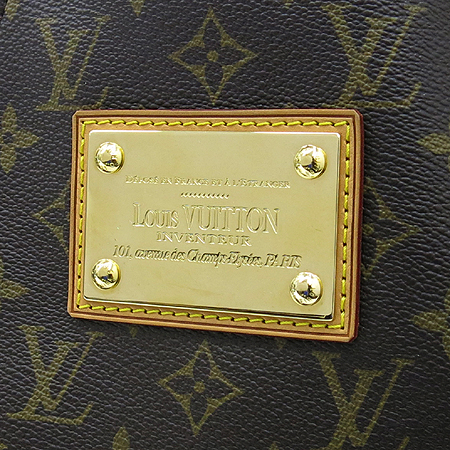 DÉPOSÉ EN FRANCE ET À L'ÉTRANGER
LOUIS VUITTON
INVENTEUR
101, avenue des Champs-Elysées, PARIS